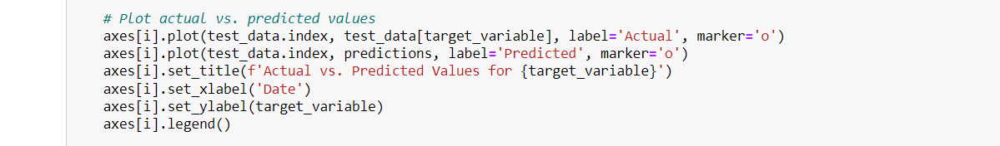 # Plot actual vs. predicted values
axes[i].plot(test_data.index, test_data[target_variable], label='Actual', marker='o')
axes[i].plot(test_data.index, predictions, label='Predicted', marker='o')
axes[i].set_title(f'Actual vs. Predicted Values for {target_variable}')
axes[i].set_xlabel('Date')
axes[i].set_ylabel(target_variable)
axes[i].legend()